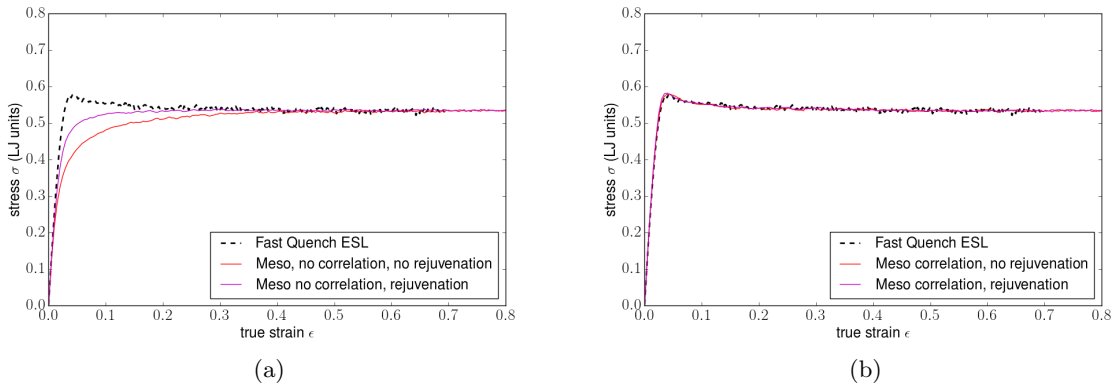 0.8
0.7
0.6
0.5
0.4
0.3
0.2
0.1
0.0
stress σ (LJ units)
Fast Quench ESL
Meso, no correlation, no rejuvenation
Meso no correlation, rejuvenation
0.0 0.1 0.2 0.3 0.4 0.5 0.6 0.7 0.8
true strain ϵ
(a)
0.8
0.7
0.6
0.5
0.4
0.3
0.2
0.1
0.0
stress σ (LJ units)
Fast Quench ESL
Meso correlation, no rejuvenation
Meso correlation, rejuvenation
0.0 0.1 0.2 0.3 0.4 0.5 0.6 0.7 0.8
true strain ϵ
(b)